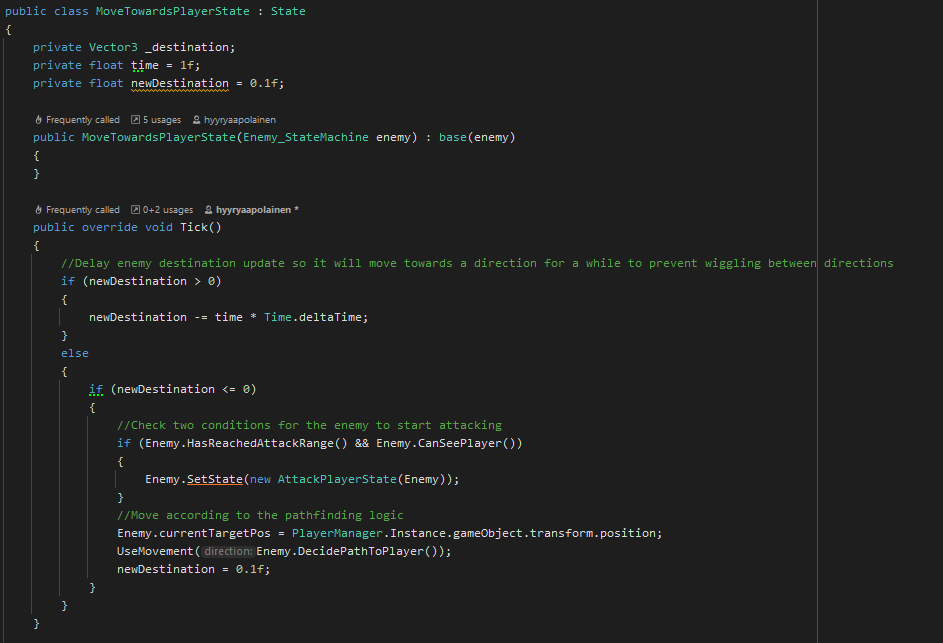 public class MoveTowardsPlayerState : State
{
private Vector3 _destination;
private float time = 1f;
private float newDestination = 0.1f;
Frequently called 5 usages hyyryaapolainen
public MoveTowardsPlayerState(Enemy_StateMachine enemy) : base(enemy)
{
}
Frequently called 0+2 usages hyyryaapolainen *
public override void Tick()
{
//Delay enemy destination update so it will move towards a direction for a while to prevent wiggling between directions
if (newDestination > 0)
{
newDestination -= time * Time.deltaTime;
}
else
{
if (newDestination <= 0)
{
//Check two conditions for the enemy to start attacking
if (Enemy.HasReachedAttackRange() && Enemy.CanSeePlayer())
{
Enemy.SetState(new AttackPlayerState(Enemy));
}
//Move according to the pathfinding logic
Enemy.currentTargetPos = PlayerManager.Instance.gameObject.transform.position;
UseMovement(direction: Enemy.DecidePathToPlayer());
newDestination = 0.1f;
}
}
}